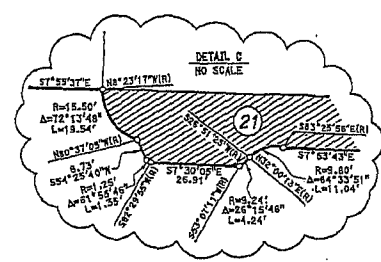 DETAIL C
NO SCALE
S7°59'37"E
N8°23'17"W(R)
R=15.50'
Δ=72°13'48"
L=19.54'
N80°37'05"W(R)
8.73'
S54°25'40"W
R=1.25'
Δ=61°55'46"
L=1.35'
S82°29'55"W(R)
S7°30'05"E
26.91'
S26°51'25"W(R)
21
S53°07'11"W(R)
R=9.24'
Δ=26°15'46"
L=4.24'
N32°00'13"E(R)
S83°25'56"E(R)
S7°53'43"E
R=9.80'
Δ=64°33'51"
L=11.04'